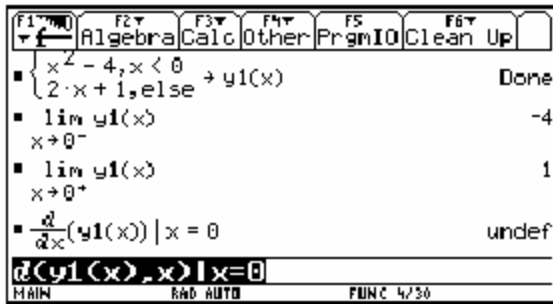 F1 F2 F3 F4 F5 F6
Algebra Calc Other PrgmIO Clean Up
{ x² - 4, x < 0
2·x + 1, else → y1(x) Done
lim y1(x) -4
x→0⁻
lim y1(x) 1
x→0⁺
d/dx(y1(x)) | x = 0 undef
d(y1(x),x)|x=0
MAIN RAD AUTO FUNC 4/30